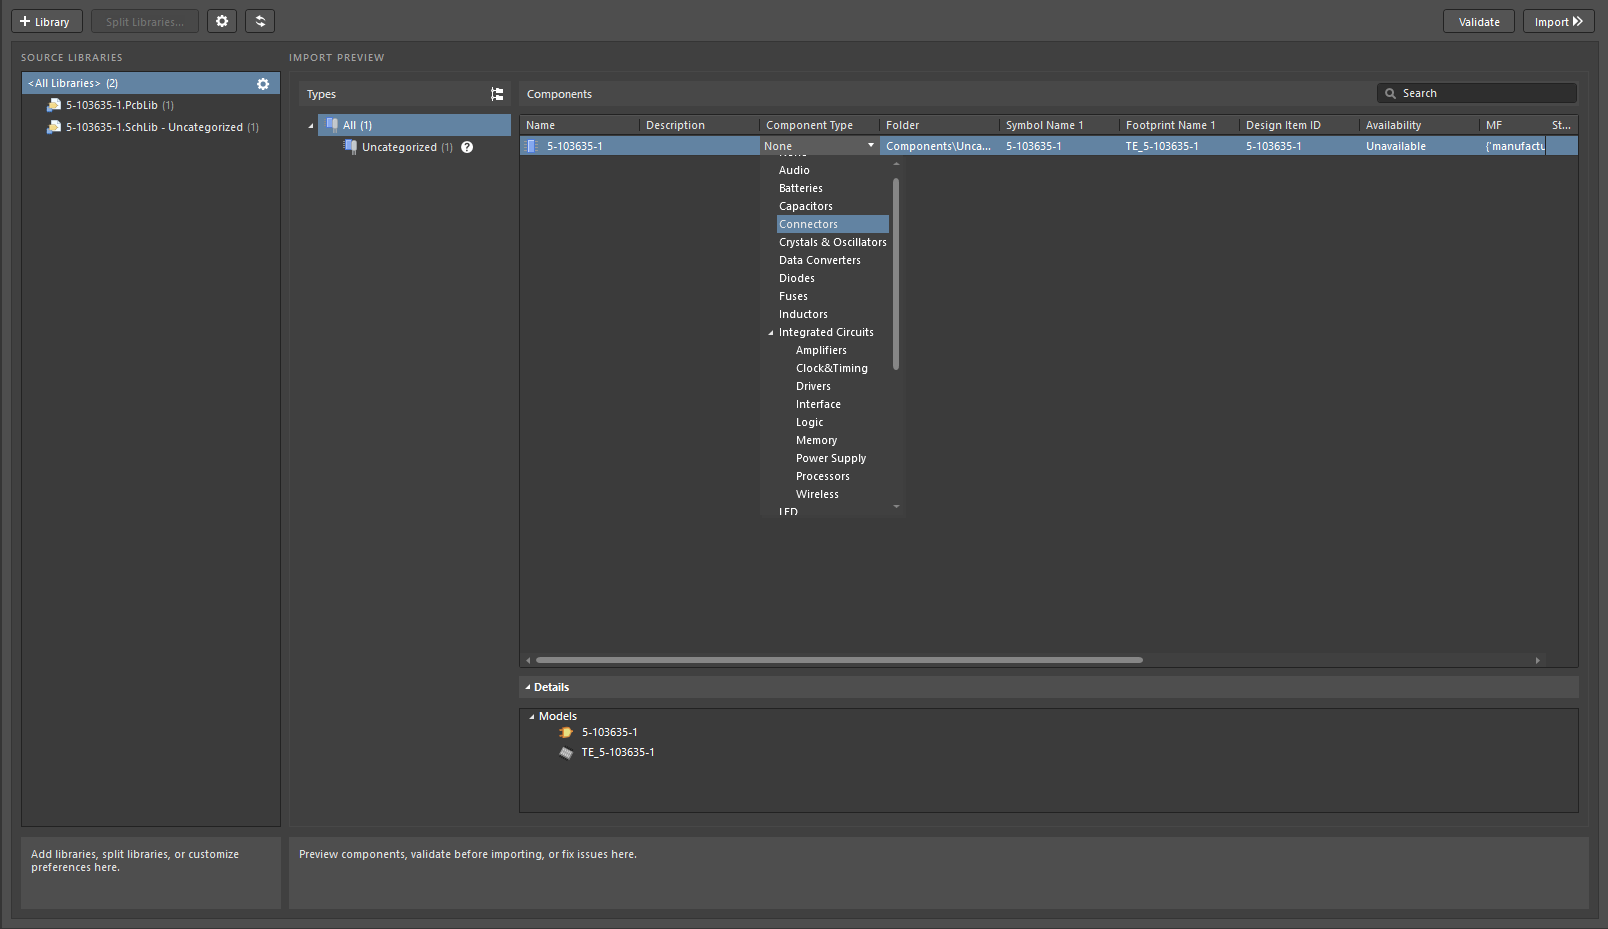 + Library
Split Libraries...
Validate
Import
SOURCE LIBRARIES
<All Libraries> (2)
5-103635-1.PcbLib (1)
5-103635-1.SchLib - Uncategorized (1)
IMPORT PREVIEW
Types
All (1)
Uncategorized (1) ?
Components
Search
Name Description Component Type Folder Symbol Name 1 Footprint Name 1 Design Item ID Availability MF St...
5-103635-1 None Components\Unca... 5-103635-1 TE_5-103635-1 5-103635-1 Unavailable {'manufactu
None
Audio
Batteries
Capacitors
Connectors
Crystals & Oscillators
Data Converters
Diodes
Fuses
Inductors
Integrated Circuits
Amplifiers
Clock&Timing
Drivers
Interface
Logic
Memory
Power Supply
Processors
Wireless
LED
Details
Models
5-103635-1
TE_5-103635-1
Add libraries, split libraries, or customize
preferences here.
Preview components, validate before importing, or fix issues here.